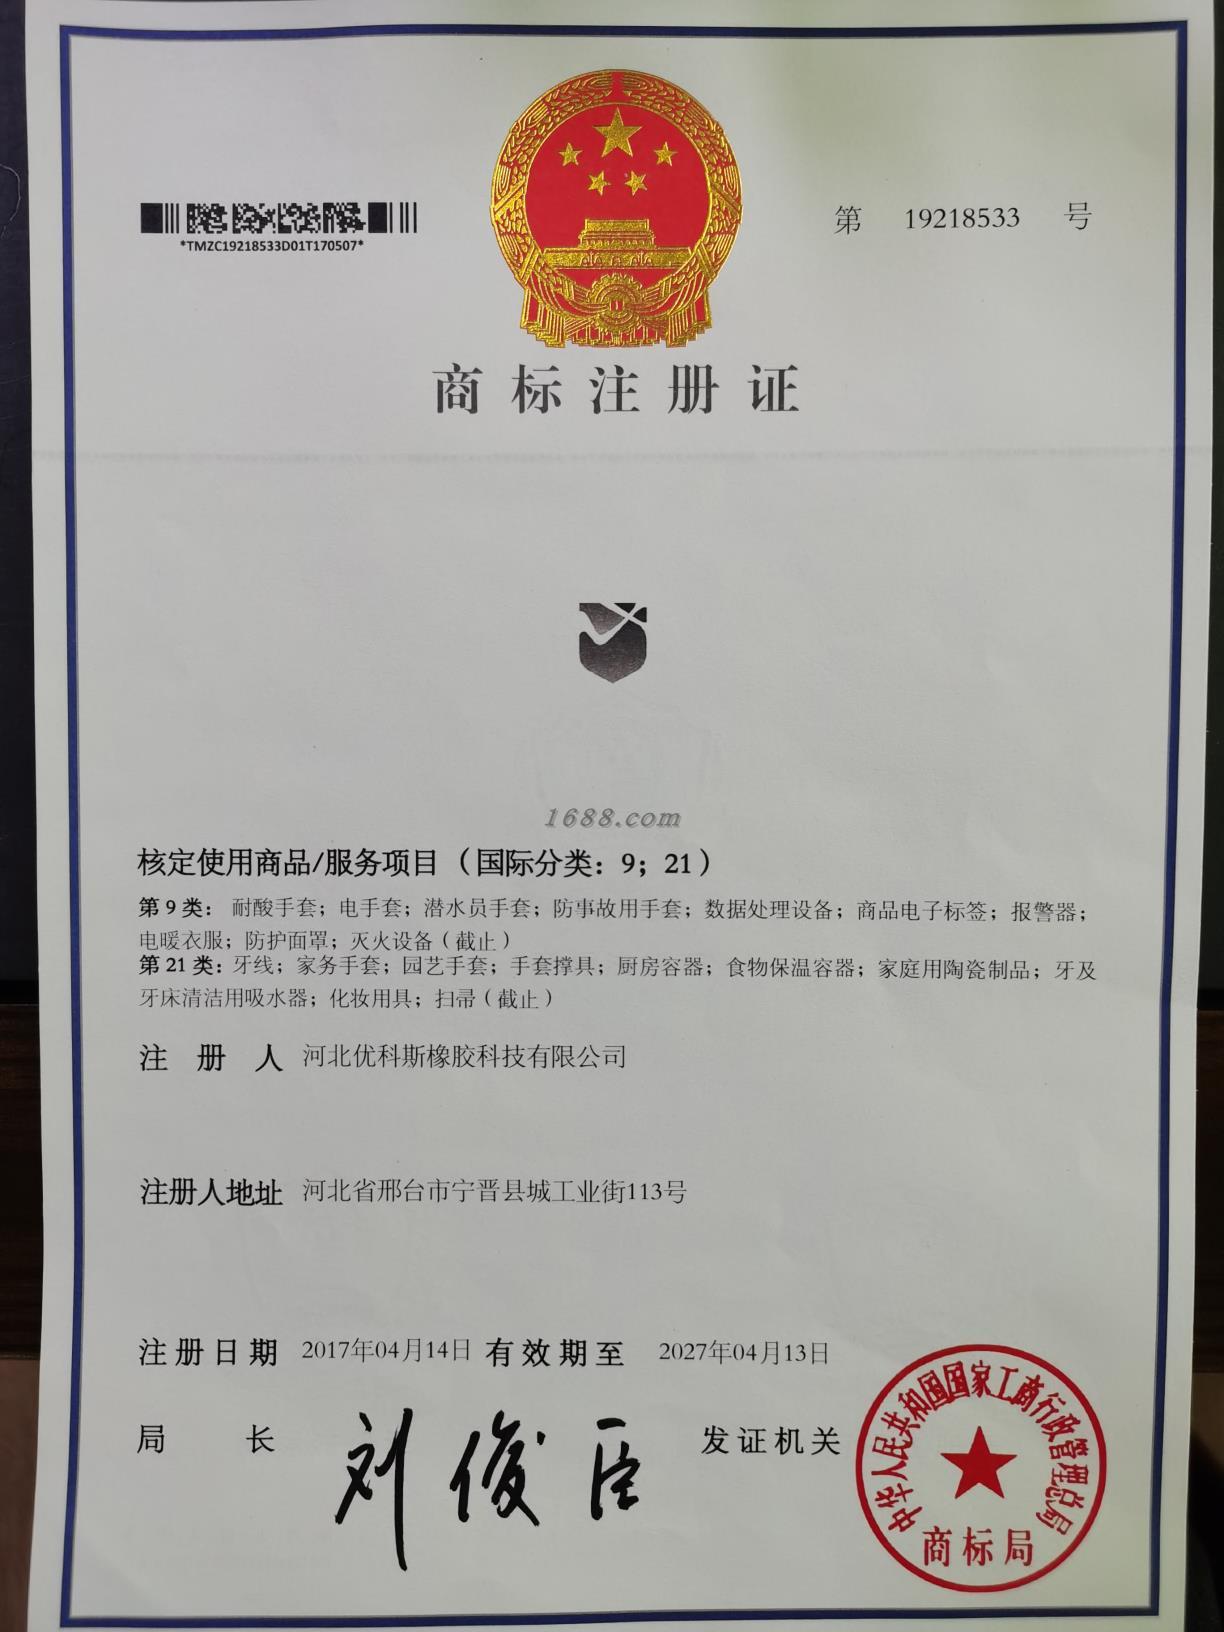 *TMZC19218533D01T170507*
第 19218533 号
商标注册证
1688.com
核定使用商品/服务项目（国际分类：9；21）
第 9 类：耐酸手套；电手套；潜水员手套；防事故用手套；数据处理设备；商品电子标签；报警器；
电暖衣服；防护面罩；灭火设备（截止）
第 21 类：牙线；家务手套；园艺手套；手套撑具；厨房容器；食物保温容器；家庭用陶瓷制品；牙及
牙床清洁用吸水器；化妆用具；扫帚（截止）
注册人 河北优科斯橡胶科技有限公司
注册人地址 河北省邢台市宁晋县城工业街113号
注册日期 2017年04月14日 有效期至 2027年04月13日
局长 刘俊臣 发证机关
中华人民共和国国家工商行政管理总局
商标局